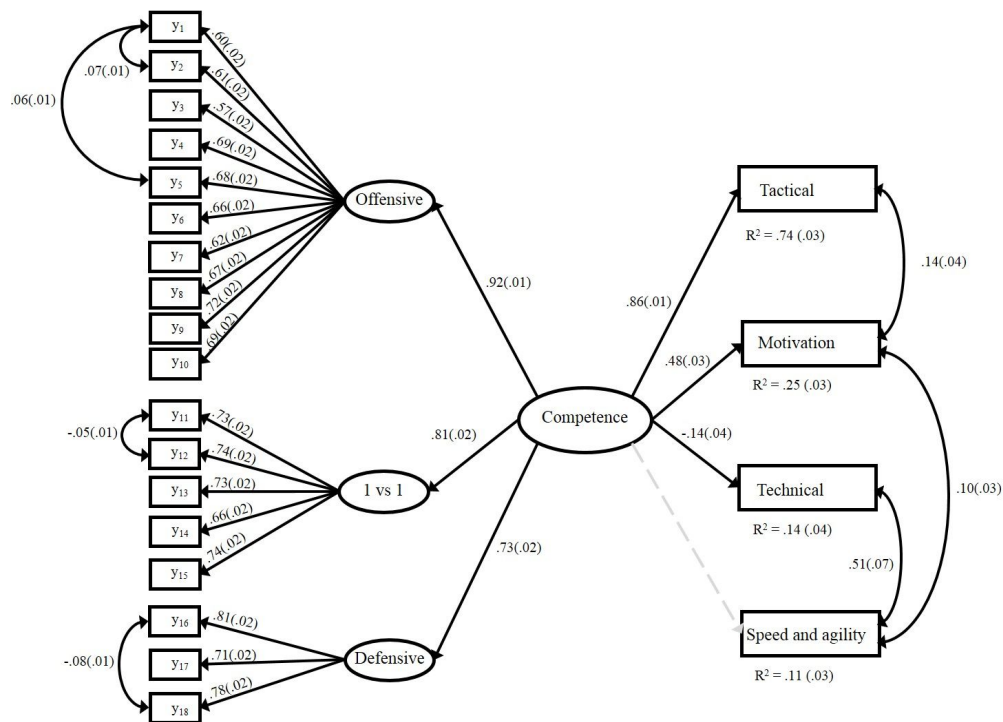 y1
y2
y3
y4
y5
y6
y7
y8
y9
y10
.07(.01)
.06(.01)
.60(.02)
.61(.02)
.57(.02)
.69(.02)
.68(.02)
.66(.02)
.62(.02)
.67(.02)
.72(.02)
.69(.02)
Offensive
.92(.01)
y11
y12
y13
y14
y15
-.05(.01)
.73(.02)
.74(.02)
.73(.02)
.66(.02)
.74(.02)
1 vs 1
.81(.02)
y16
y17
y18
-.08(.01)
.81(.02)
.71(.02)
.78(.02)
Defensive
.73(.02)
Competence
.86(.01)
.48(.03)
-.14(.04)
Tactical
R² = .74 (.03)
.14(.04)
Motivation
R² = .25 (.03)
.10(.03)
Technical
R² = .14 (.04)
.51(.07)
Speed and agility
R² = .11 (.03)